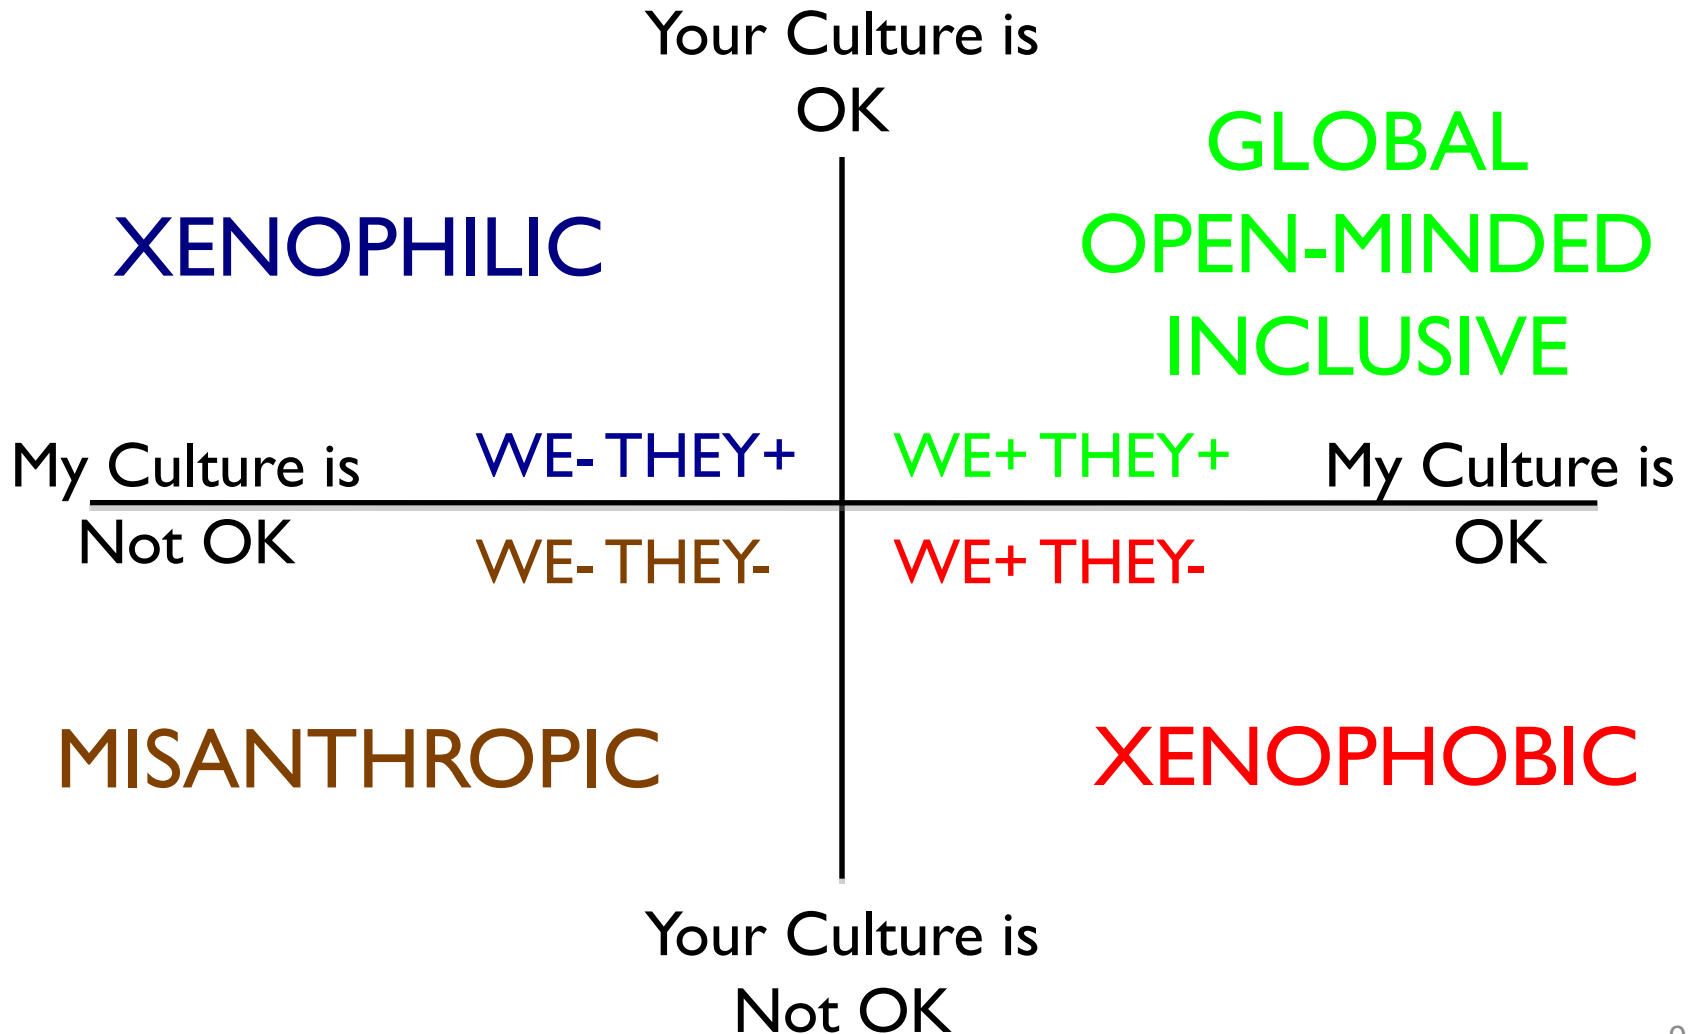 Your Culture is
OK
GLOBAL
OPEN-MINDED
INCLUSIVE
XENOPHILIC
WE- THEY+
WE+ THEY+
My Culture is
Not OK
My Culture is
OK
WE- THEY-
WE+ THEY-
MISANTHROPIC
XENOPHOBIC
Your Culture is
Not OK